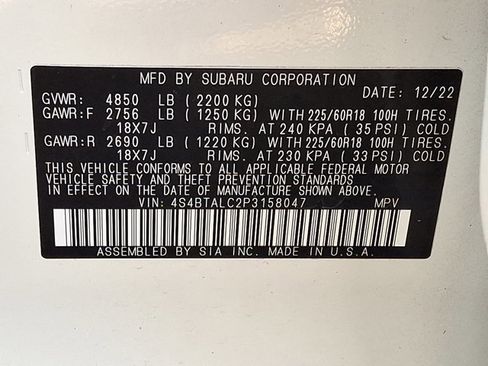 MFD BY SUBARU CORPORATION DATE: 12/22
GVWR: 4850 LB (2200 KG)
GAWR:F 2756 LB (1250 KG) WITH 225/60R18 100H TIRES.
18X7J RIMS. AT 240 KPA (35 PSI) COLD
GAWR:R 2690 LB (1220 KG) WITH 225/60R18 100H TIRES.
18X7J RIMS. AT 230 KPA (33 PSI) COLD
THIS VEHICLE CONFORMS TO ALL APPLICABLE FEDERAL MOTOR
VEHICLE SAFETY AND THEFT PREVENTION STANDARDS
IN EFFECT ON THE DATE OF MANUFACTURE SHOWN ABOVE.
VIN: 4S4BTALC2P3158047 MPV
ASSEMBLED BY SIA INC. MADE IN U.S.A.